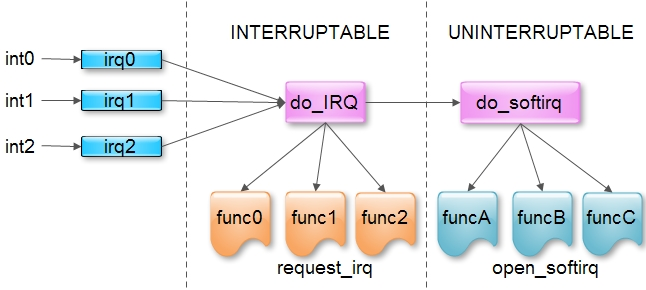 INTERRUPTABLE
UNINTERRUPTABLE
int0
irq0
int1
irq1
int2
irq2
do_IRQ
do_softirq
func0
func1
func2
funcA
funcB
funcC
request_irq
open_softirq